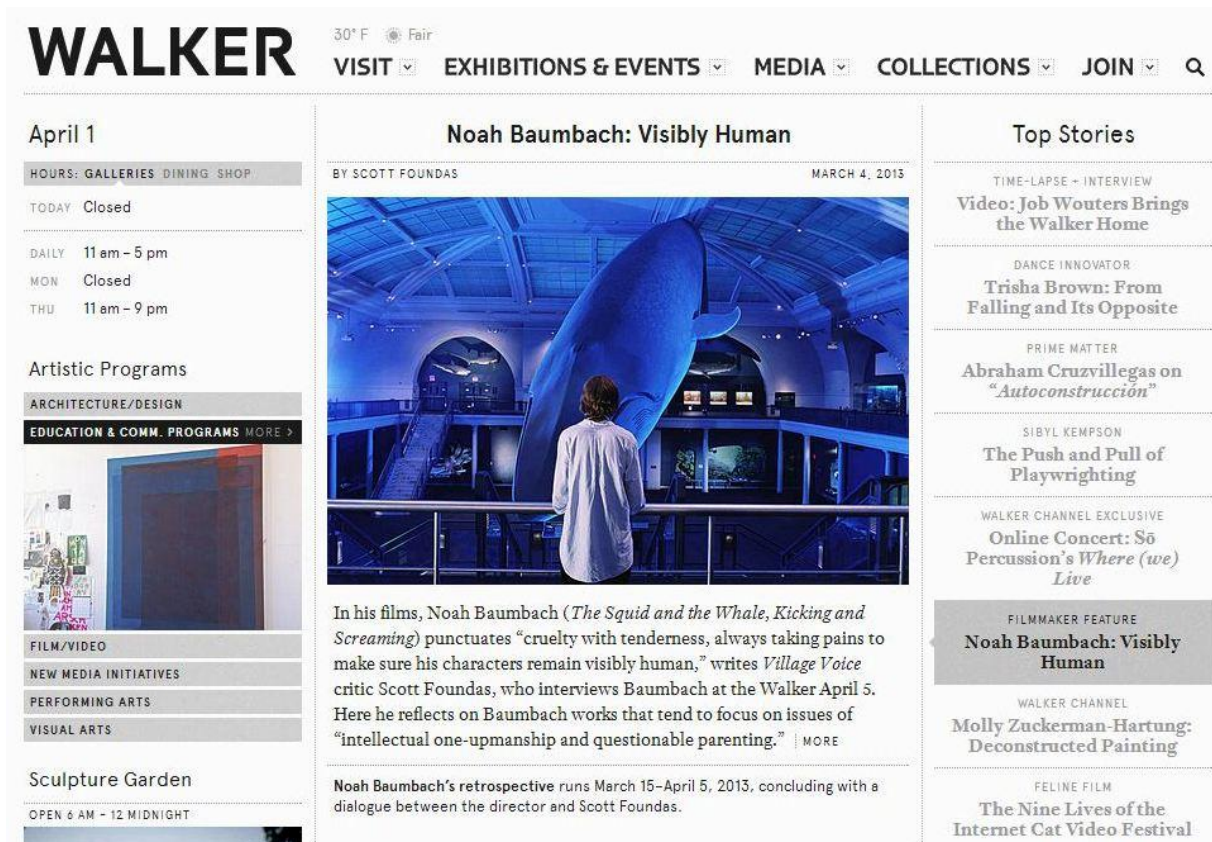 WALKER
30° F Fair
VISIT EXHIBITIONS & EVENTS MEDIA COLLECTIONS JOIN
April 1
HOURS: GALLERIES DINING SHOP
TODAY Closed
DAILY 11 am – 5 pm
MON Closed
THU 11 am – 9 pm
Artistic Programs
ARCHITECTURE/DESIGN
EDUCATION & COMM. PROGRAMS MORE >
FILM/VIDEO
NEW MEDIA INITIATIVES
PERFORMING ARTS
VISUAL ARTS
Sculpture Garden
OPEN 6 AM – 12 MIDNIGHT
Noah Baumbach: Visibly Human
BY SCOTT FOUNDAS MARCH 4, 2013
In his films, Noah Baumbach (The Squid and the Whale, Kicking and
Screaming) punctuates “cruelty with tenderness, always taking pains to
make sure his characters remain visibly human,” writes Village Voice
critic Scott Foundas, who interviews Baumbach at the Walker April 5.
Here he reflects on Baumbach works that tend to focus on issues of
“intellectual one-upmanship and questionable parenting.” | MORE
Noah Baumbach’s retrospective runs March 15–April 5, 2013, concluding with a
dialogue between the director and Scott Foundas.
Top Stories
TIME-LAPSE + INTERVIEW
Video: Job Wouters Brings
the Walker Home
DANCE INNOVATOR
Trisha Brown: From
Falling and Its Opposite
PRIME MATTER
Abraham Cruzvillegas on
“Autoconstrucción”
SIBYL KEMPSON
The Push and Pull of
Playwrighting
WALKER CHANNEL EXCLUSIVE
Online Concert: Sō
Percussion’s Where (we)
Live
FILMMAKER FEATURE
Noah Baumbach: Visibly
Human
WALKER CHANNEL
Molly Zuckerman-Hartung:
Deconstructed Painting
FELINE FILM
The Nine Lives of the
Internet Cat Video Festival